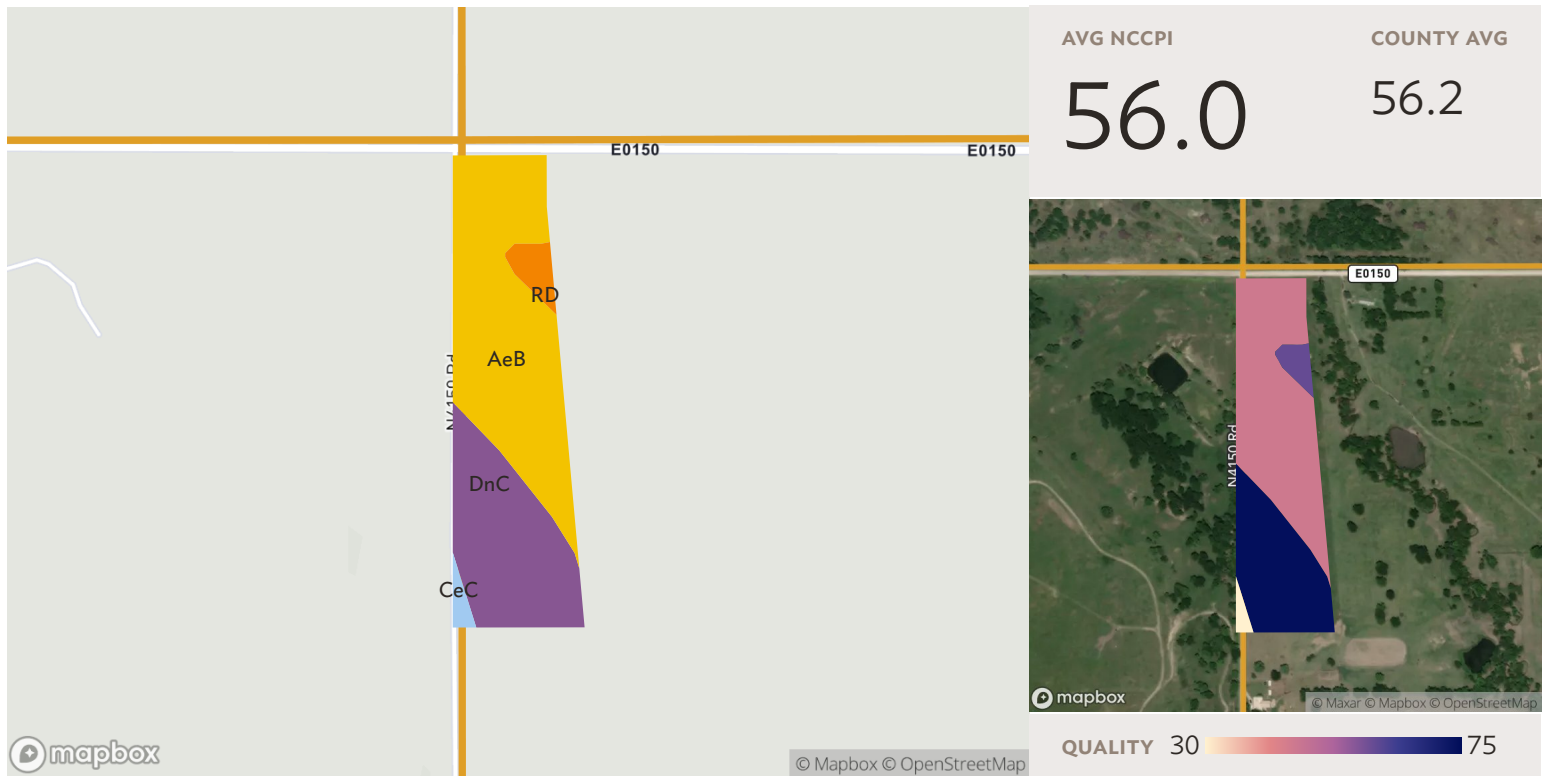 E0150
E0150
RD
AeB
N4150 Rd
DnC
CeC
mapbox
© Mapbox © OpenStreetMap
AVG NCCPI
COUNTY AVG
56.0
56.2
E0150
N4150 Rd
mapbox
© Maxar © Mapbox © OpenStreetMap
QUALITY 30 75